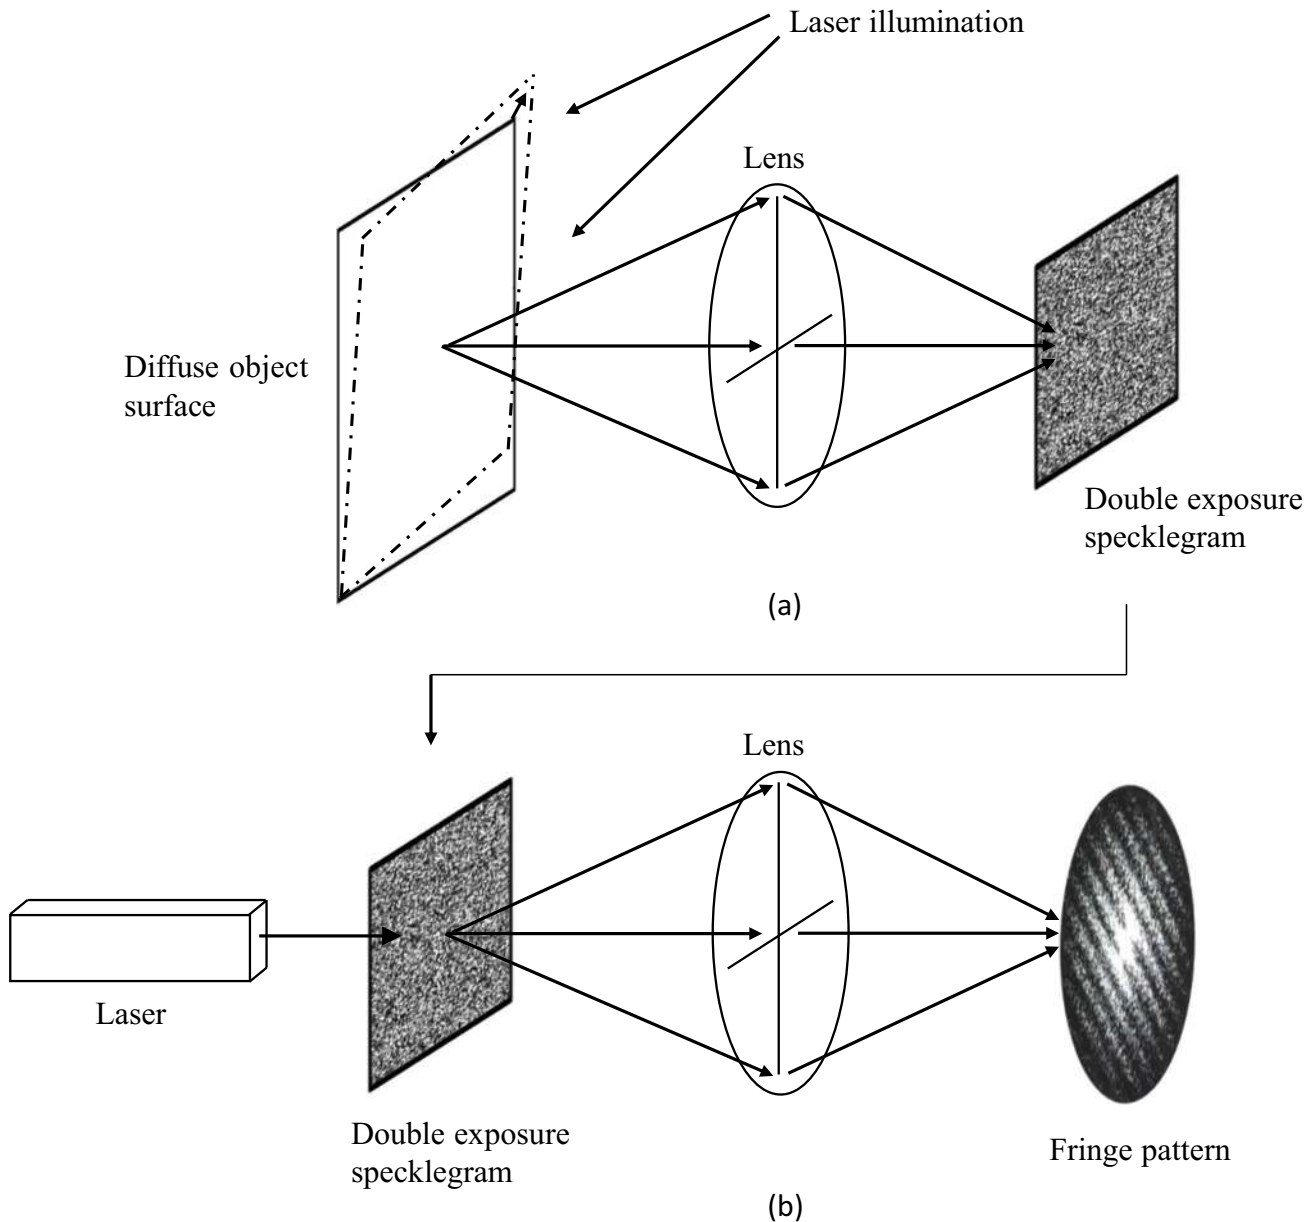 Laser illumination
Lens
Diffuse object
surface
Double exposure
specklegram
(a)
Lens
Laser
Double exposure
specklegram
Fringe pattern
(b)